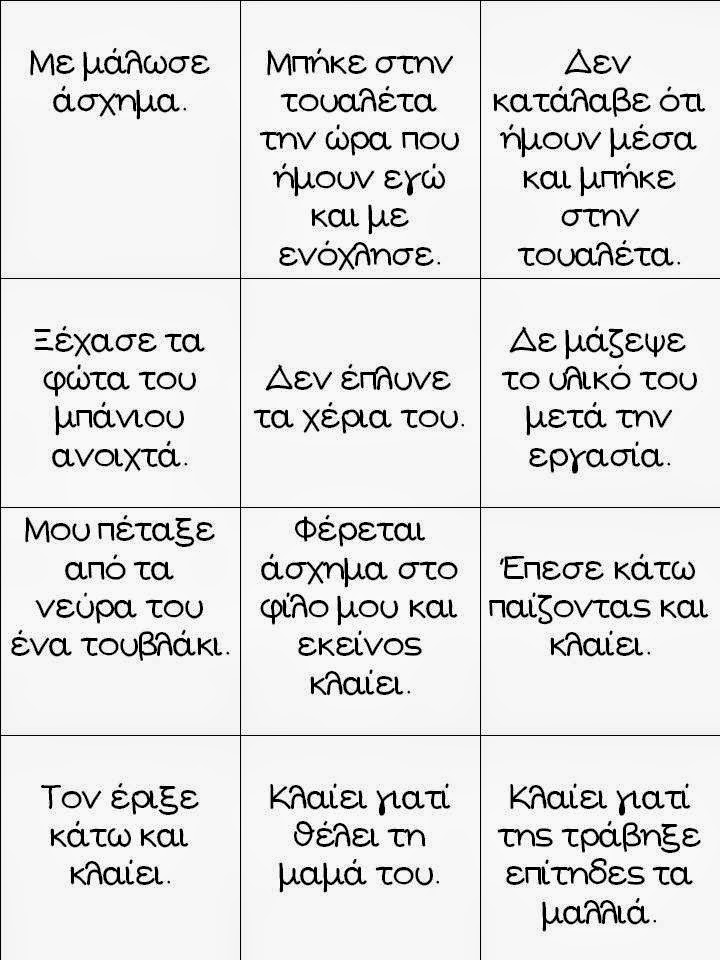 Με μάλωσε
άσχημα.
Μπήκε στην
τουαλέτα
την ώρα που
ήμουν εγώ
και με
ενόχλησε.
Δεν
κατάλαβε ότι
ήμουν μέσα
και μπήκε
στην
τουαλέτα.
Ξέχασε τα
φώτα του
μπάνιου
ανοιχτά.
Δεν έπλυνε
τα χέρια του.
Δε μάζεψε
το υλικό του
μετά την
εργασία.
Μου πέταξε
από τα
νεύρα του
ένα τουβλάκι.
Φέρεται
άσχημα στο
φίλο μου και
εκείνος
κλαίει.
Έπεσε κάτω
παίζοντας και
κλαίει.
Τον έριξε
κάτω και
κλαίει.
Κλαίει γιατί
θέλει τη
μαμά του.
Κλαίει γιατί
της τράβηξε
επίτηδες τα
μαλλιά.